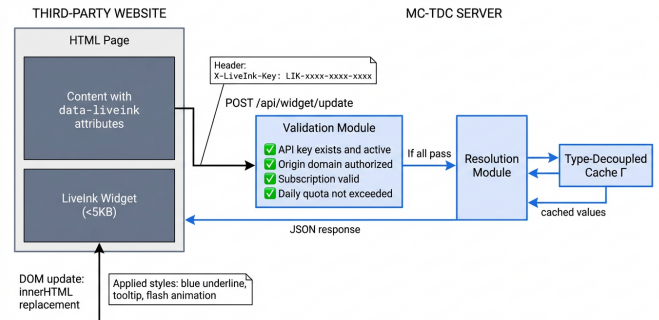 THIRD-PARTY WEBSITE
MC-TDC SERVER
HTML Page
Content with
data-liveink
attributes
LiveInk Widget
(<5KB)
DOM update:
innerHTML
replacement
Applied styles: blue underline,
tooltip, flash animation
Header:
X-LiveInk-Key: LIK-xxxx-xxxx-xxxx
POST /api/widget/update
Validation Module
API key exists and active
Origin domain authorized
Subscription valid
Daily quota not exceeded
If all pass
Resolution
Module
Type-Decoupled
Cache Γ
cached values
JSON response